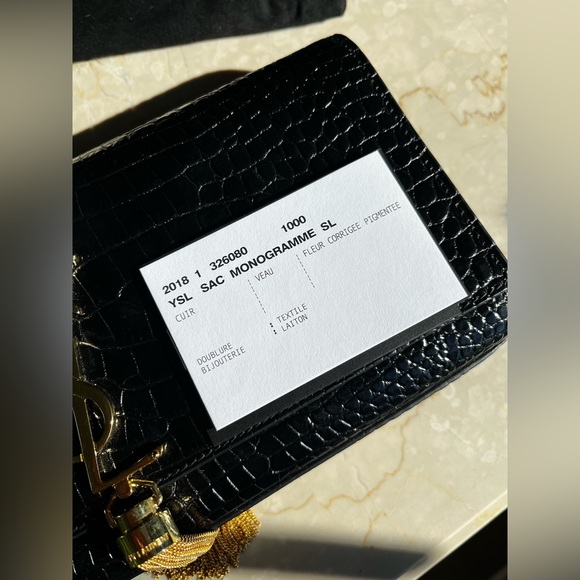 2018 1 326080 1000
YSL SAC MONOGRAMME SL
CUIR : VEAU : FLEUR CORRIGEE PIGMENTEE
DOUBLURE : TEXTILE
BIJOUTERIE : LAITON